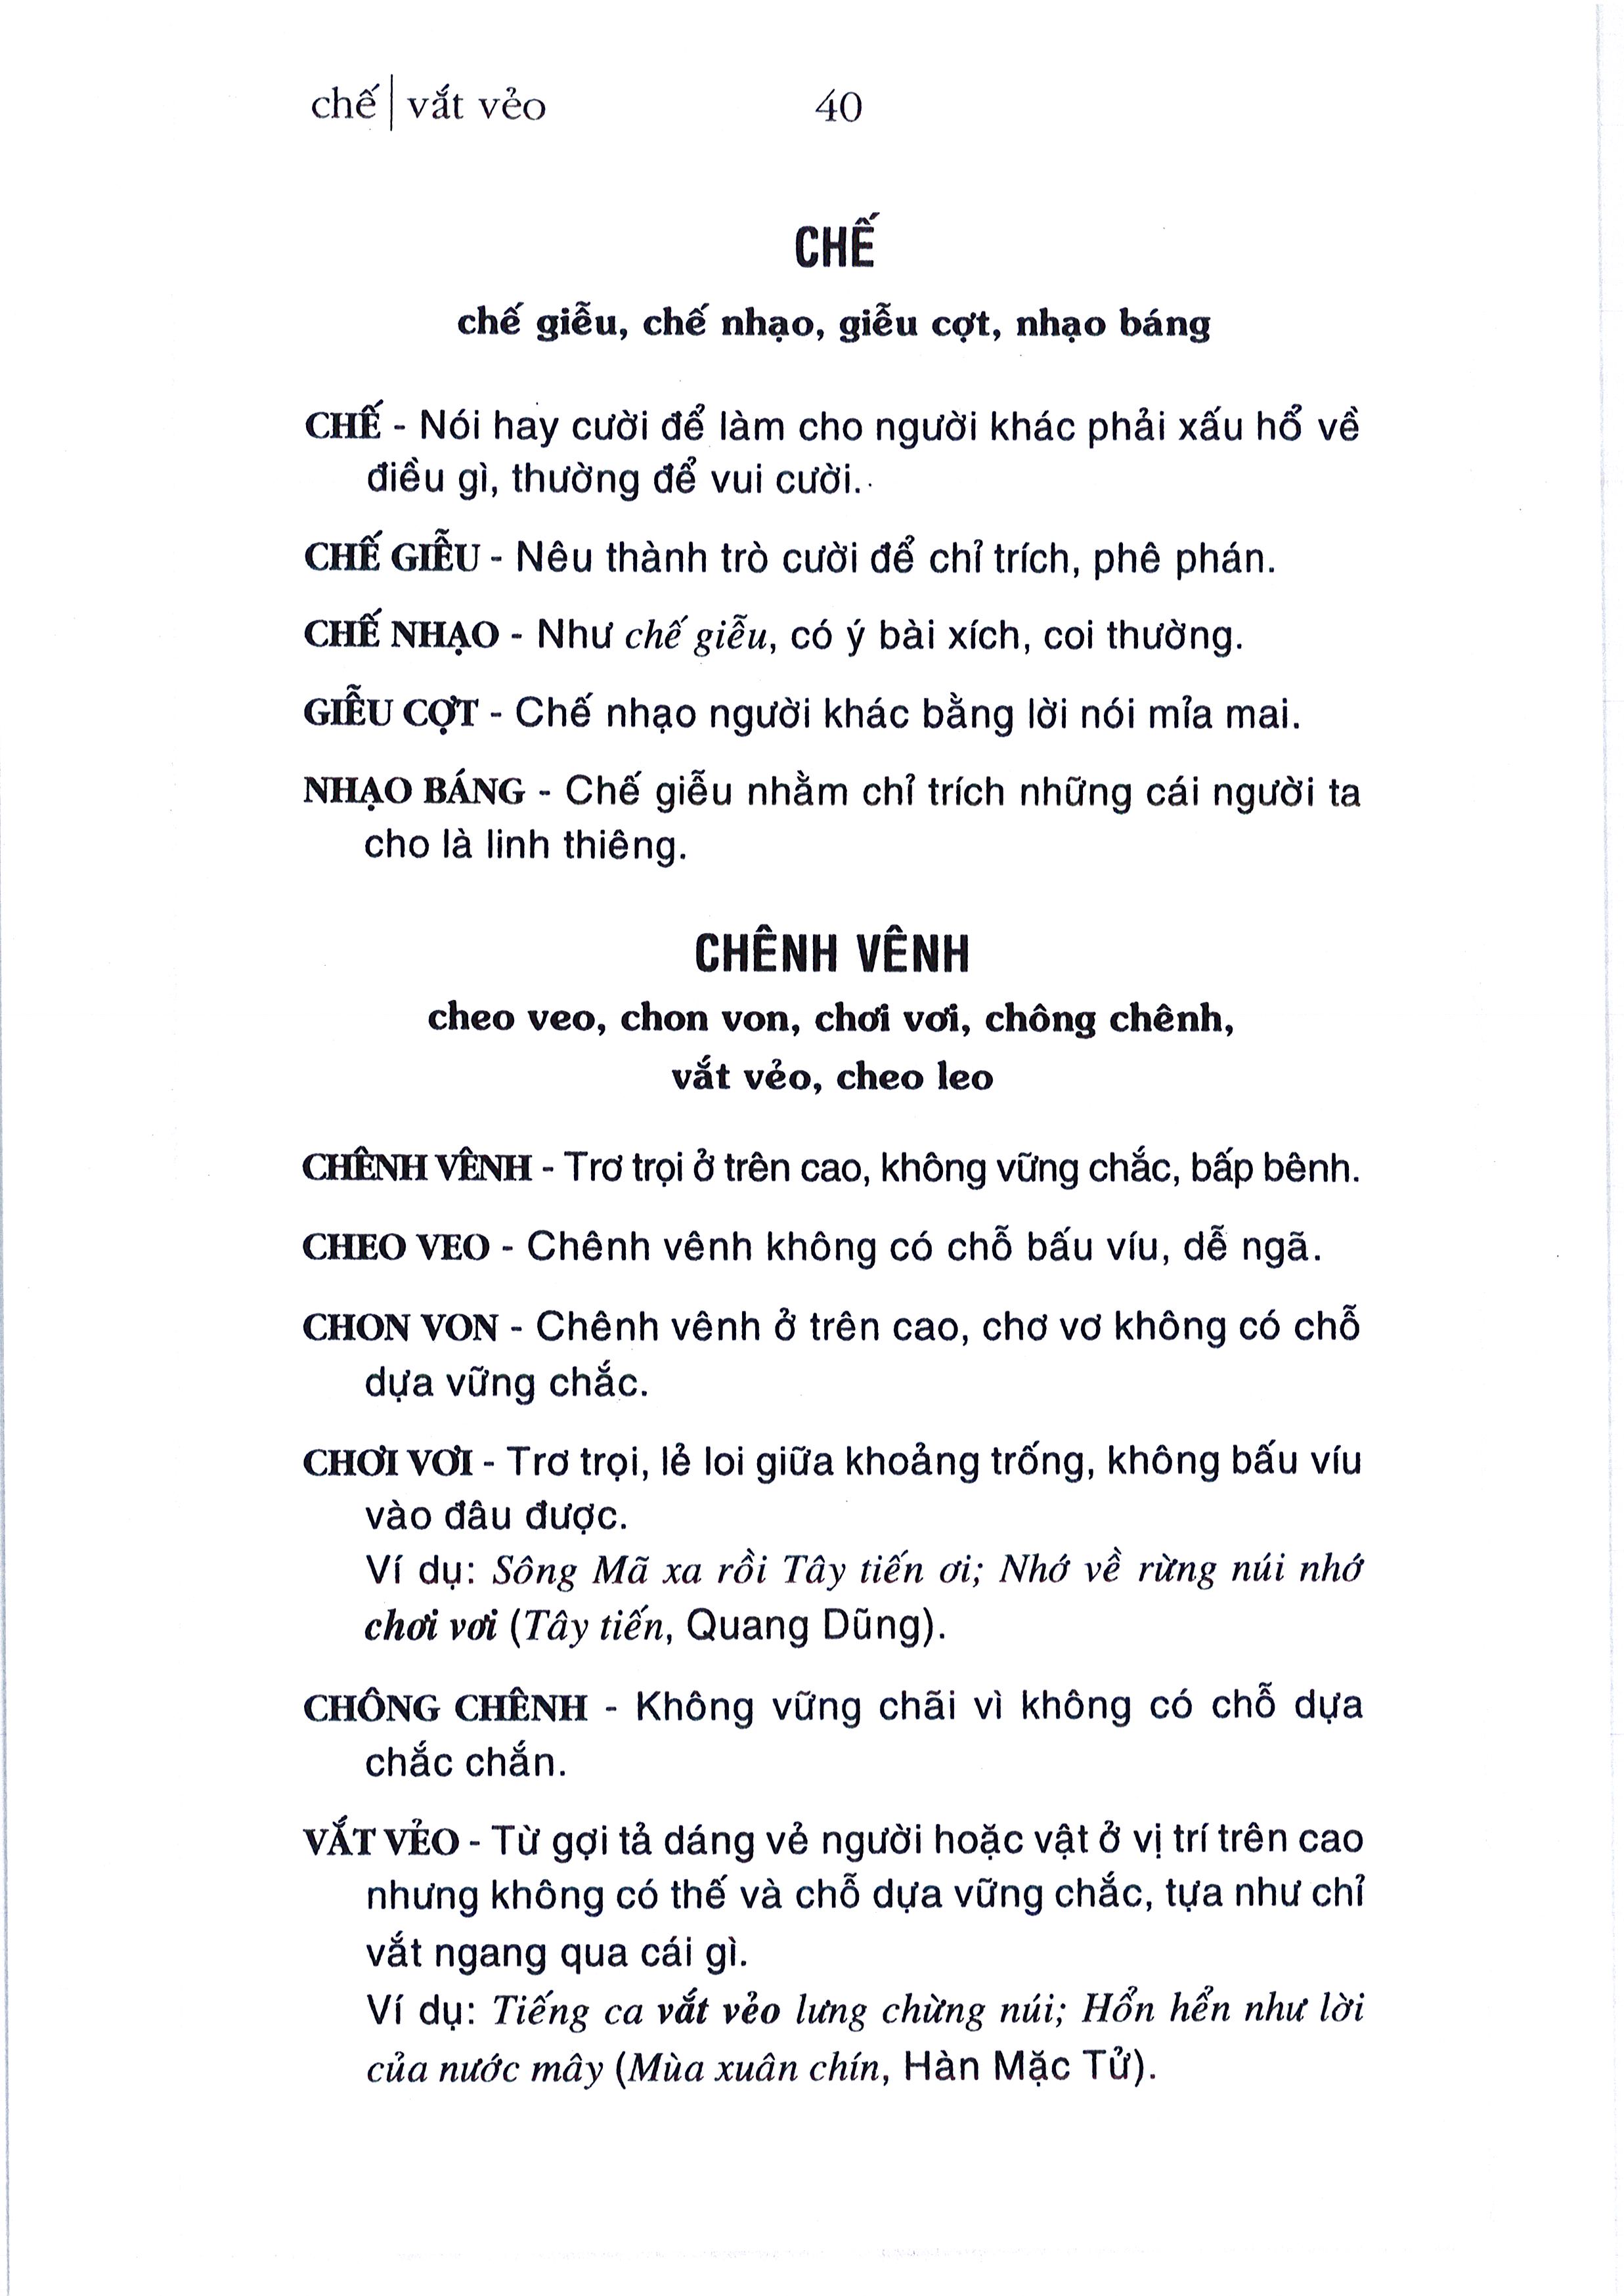 chế | vắt vẻo 40
CHẾ
chế giễu, chế nhạo, giễu cợt, nhạo báng
CHẾ - Nói hay cười để làm cho người khác phải xấu hổ về
điều gì, thường để vui cười.
CHẾ GIỄU - Nêu thành trò cười để chỉ trích, phê phán.
CHẾ NHẠO - Như chế giễu, có ý bài xích, coi thường.
GIỄU CỢT - Chế nhạo người khác bằng lời nói mỉa mai.
NHẠO BÁNG - Chế giễu nhằm chỉ trích những cái người ta
cho là linh thiêng.
CHÊNH VÊNH
cheo veo, chon von, chơi vơi, chông chênh,
vắt vẻo, cheo leo
CHÊNH VÊNH - Trơ trọi ở trên cao, không vững chắc, bấp bênh.
CHEO VEO - Chênh vênh không có chỗ bấu víu, dễ ngã.
CHON VON - Chênh vênh ở trên cao, chơ vơ không có chỗ
dựa vững chắc.
CHƠI VƠI - Trơ trọi, lẻ loi giữa khoảng trống, không bấu víu
vào đâu được.
Ví dụ: Sông Mã xa rồi Tây tiến ơi; Nhớ về rừng núi nhớ
chơi vơi (Tây tiến, Quang Dũng).
CHÔNG CHÊNH - Không vững chãi vì không có chỗ dựa
chắc chắn.
VẮT VẺO - Từ gợi tả dáng vẻ người hoặc vật ở vị trí trên cao
nhưng không có thế và chỗ dựa vững chắc, tựa như chỉ
vắt ngang qua cái gì.
Ví dụ: Tiếng ca vắt vẻo lưng chừng núi; Hổn hển như lời
của nước mây (Mùa xuân chín, Hàn Mặc Tử).